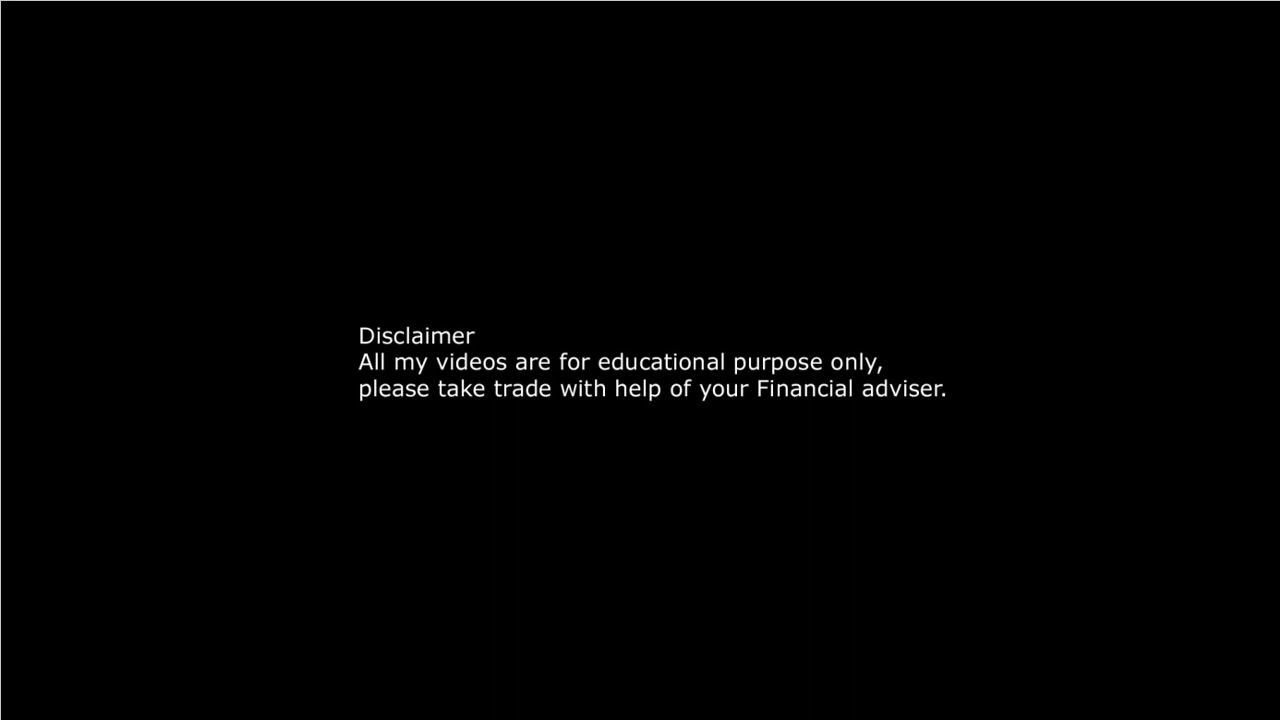 Disclaimer
All my videos are for educational purpose only,
please take trade with help of your Financial adviser.